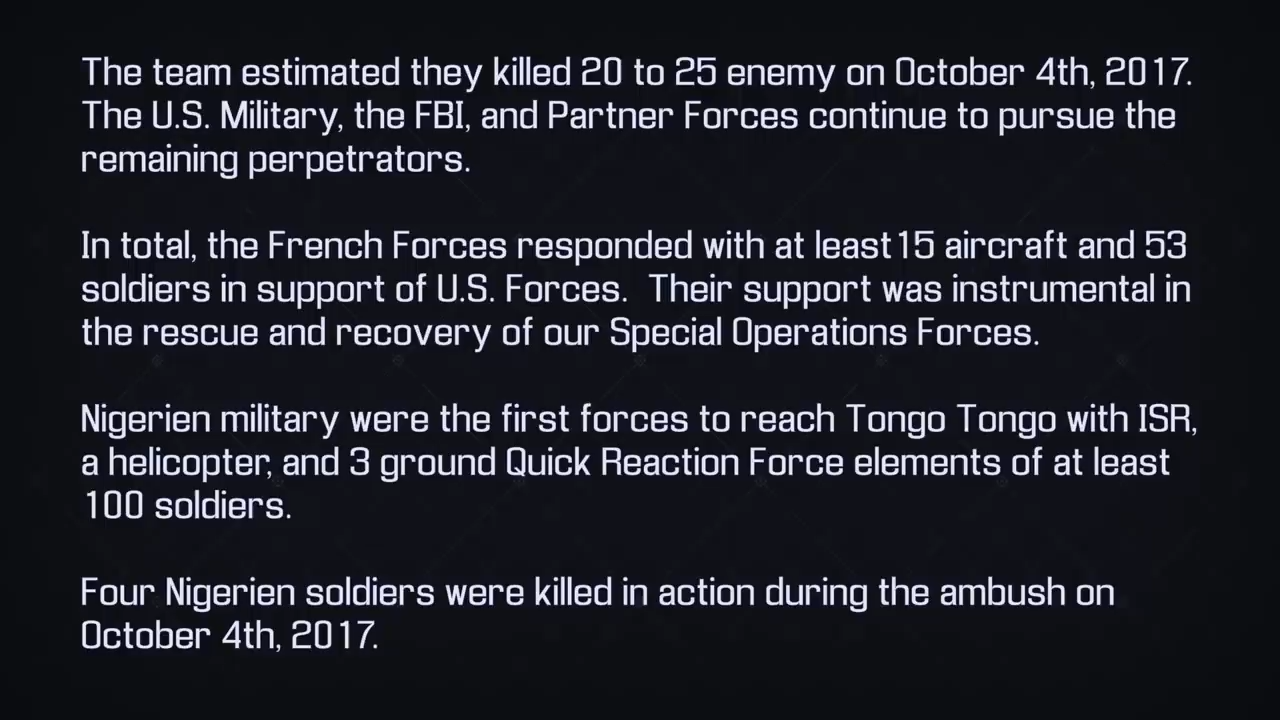 The team estimated they killed 20 to 25 enemy on October 4th, 2017.
The U.S. Military, the FBI, and Partner Forces continue to pursue the
remaining perpetrators.
In total, the French Forces responded with at least15 aircraft and 53
soldiers in support of U.S. Forces.  Their support was instrumental in
the rescue and recovery of our Special Operations Forces.
Nigerien military were the first forces to reach Tongo Tongo with ISR,
a helicopter, and 3 ground Quick Reaction Force elements of at least
100 soldiers.
Four Nigerien soldiers were killed in action during the ambush on
October 4th, 2017.